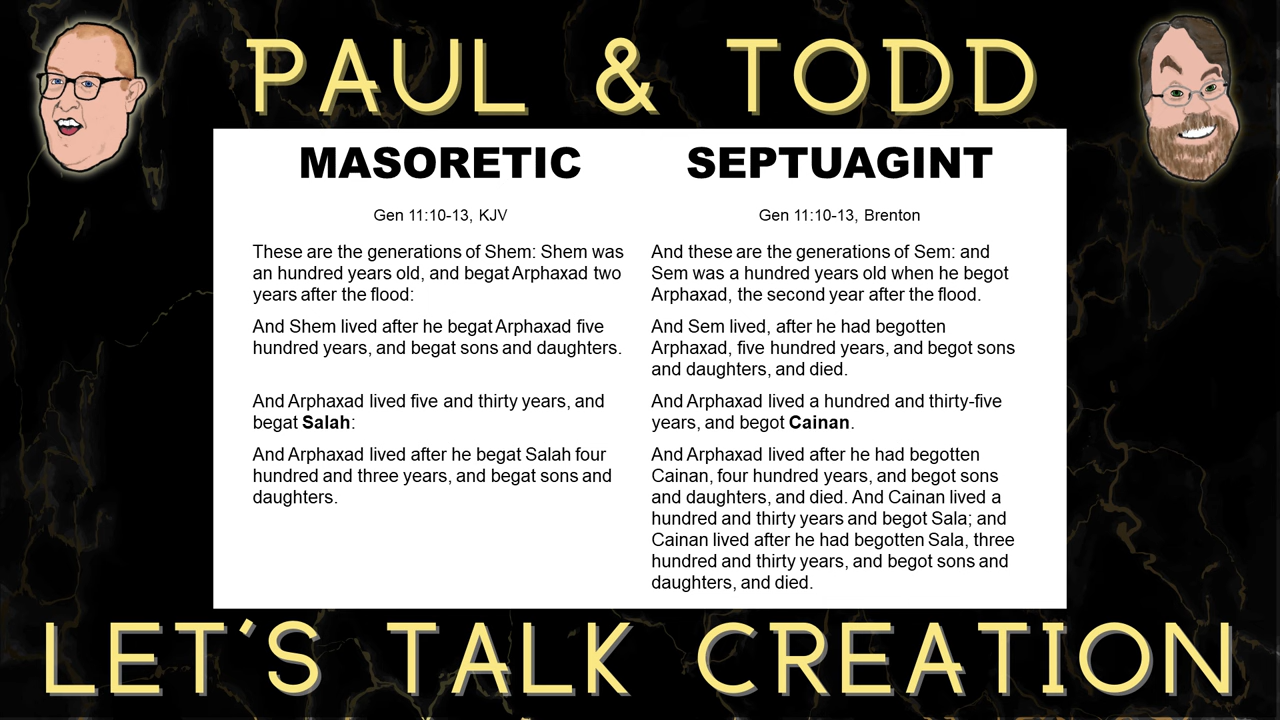 PAUL & TODD
MASORETIC
Gen 11:10-13, KJV
These are the generations of Shem: Shem was
an hundred years old, and begat Arphaxad two
years after the flood:
And Shem lived after he begat Arphaxad five
hundred years, and begat sons and daughters.
And Arphaxad lived five and thirty years, and
begat Salah:
And Arphaxad lived after he begat Salah four
hundred and three years, and begat sons and
daughters.
SEPTUAGINT
Gen 11:10-13, Brenton
And these are the generations of Sem: and
Sem was a hundred years old when he begot
Arphaxad, the second year after the flood.
And Sem lived, after he had begotten
Arphaxad, five hundred years, and begot sons
and daughters, and died.
And Arphaxad lived a hundred and thirty-five
years, and begot Cainan.
And Arphaxad lived after he had begotten
Cainan, four hundred years, and begot sons
and daughters, and died. And Cainan lived a
hundred and thirty years and begot Sala; and
Cainan lived after he had begotten Sala, three
hundred and thirty years, and begot sons and
daughters, and died.
LET'S TALK CREATION